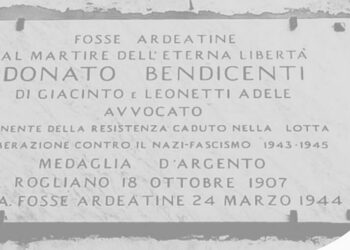 FOSSE ARDEATINE
AL MARTIRE DELL'ETERNA LIBERTÀ
DONATO BENDICENTI
DI GIACINTO E LEONETTI ADELE
AVVOCATO
NENTE DELLA RESISTENZA CADUTO NELLA LOTTA
BERAZIONE CONTRO IL NAZI-FASCISMO 1943-1945
MEDAGLIA D'ARGENTO
ROGLIANO 18 OTTOBRE 1907
A. FOSSE ARDEATINE 24 MARZO 1944